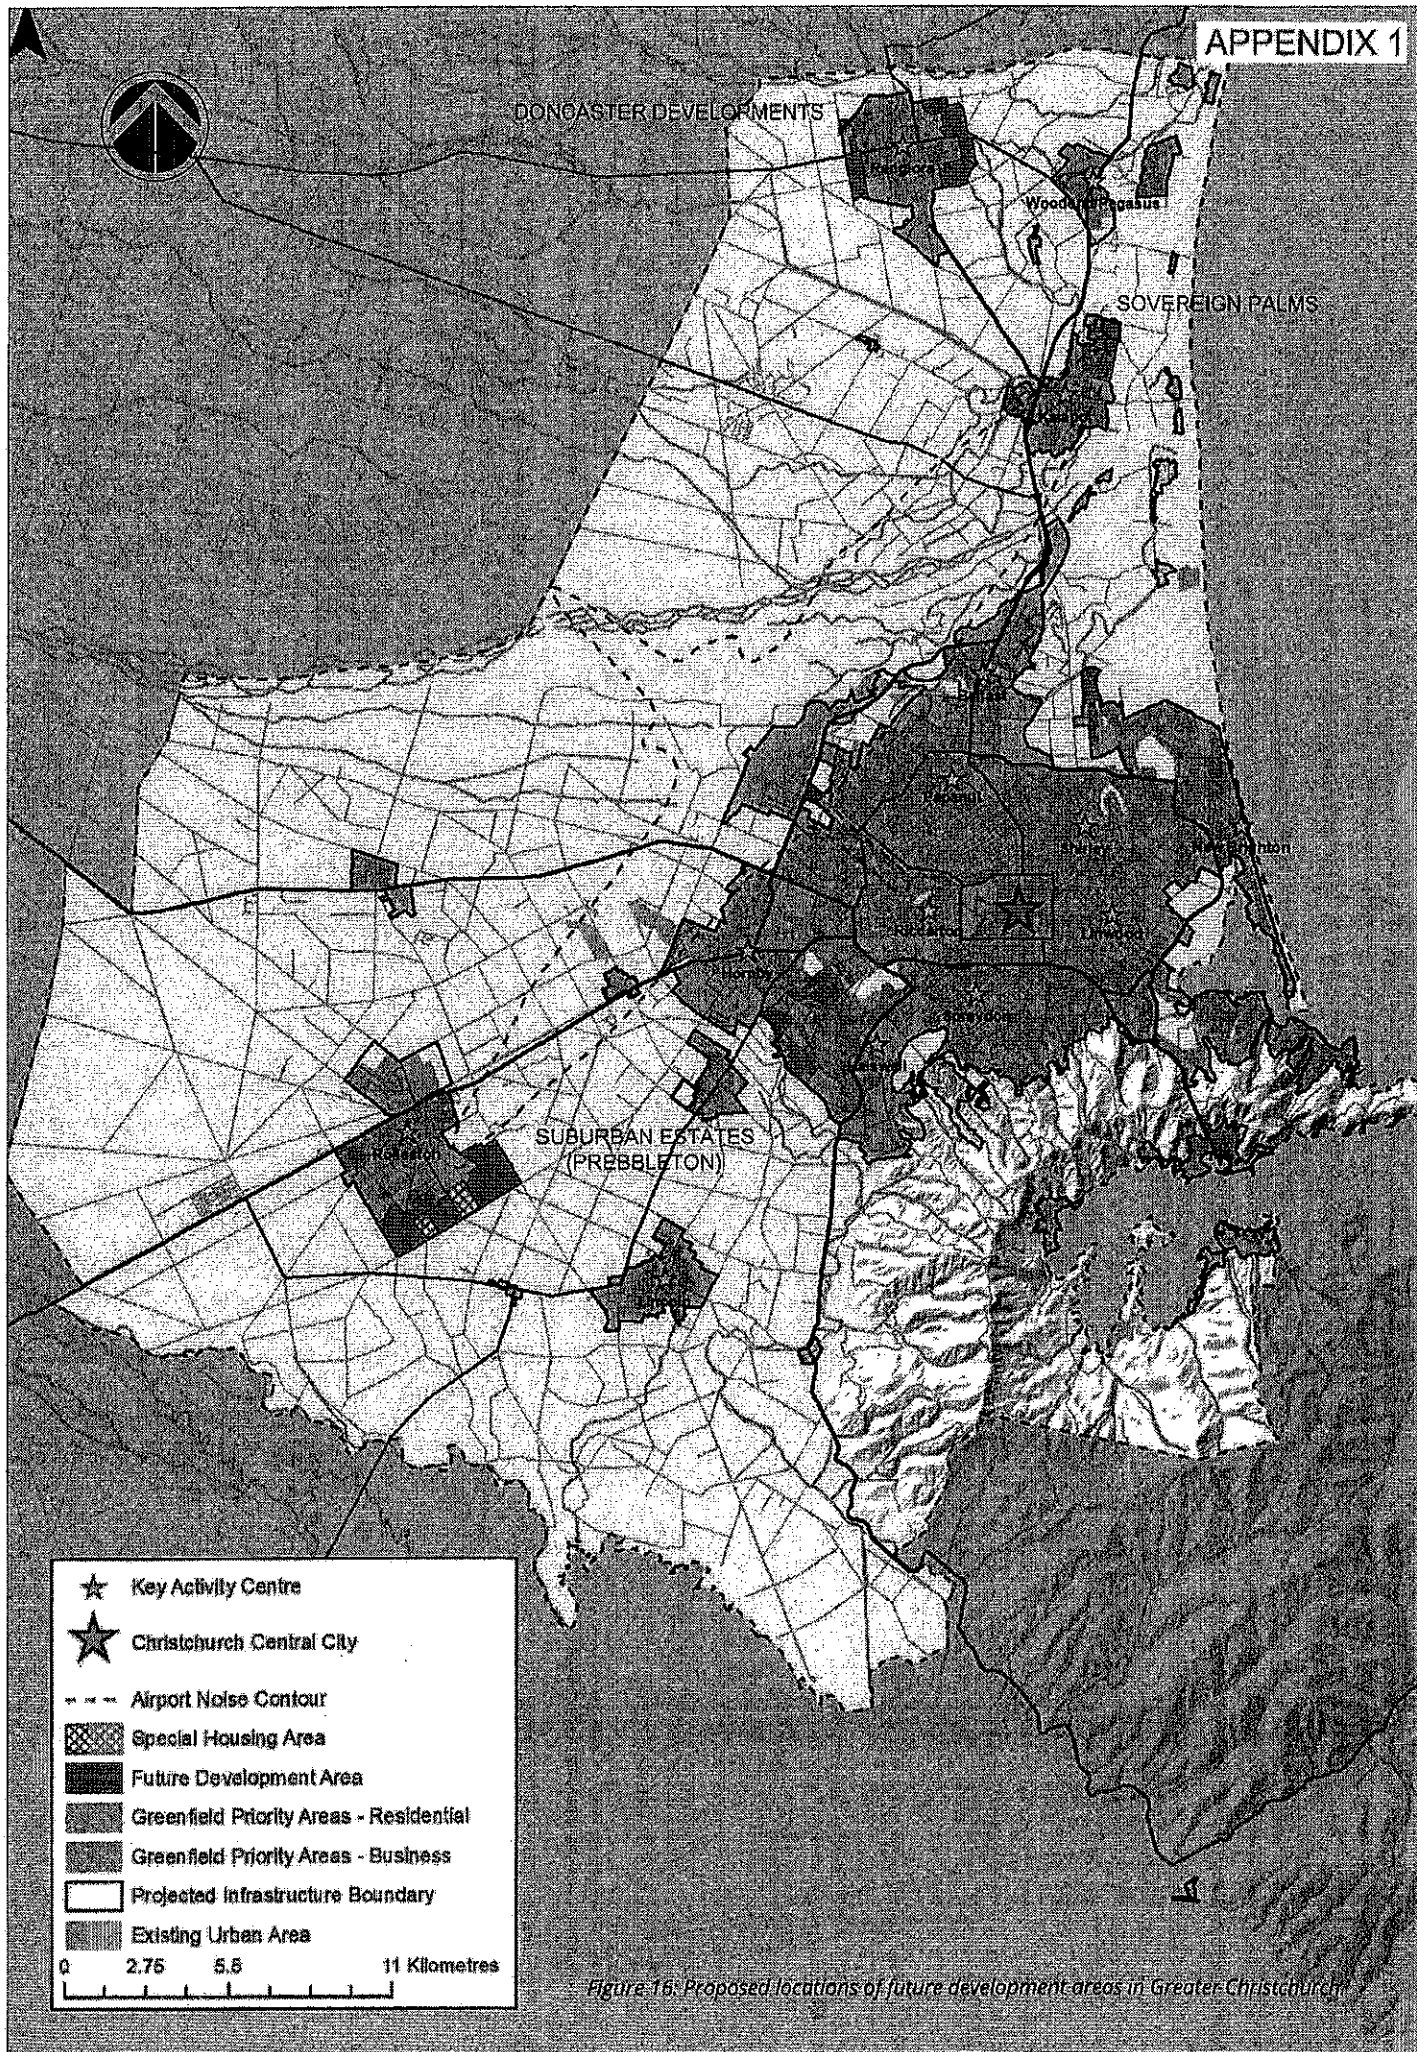 APPENDIX 1
DONCASTER DEVELOPMENTS
Rangiora
Woodend/Pegasus
SOVEREIGN PALMS
Papanui
Shirley
New Brighton
Riccarton
Linwood
Hornby
Spreydon
Halswell
SUBURBAN ESTATES
(PREBBLETON)
Rolleston
Key Activity Centre
Christchurch Central City
Airport Noise Contour
Special Housing Area
Future Development Area
Greenfield Priority Areas - Residential
Greenfield Priority Areas - Business
Projected Infrastructure Boundary
Existing Urban Area
0 2.75 5.5 11 Kilometres
Figure 16: Proposed locations of future development areas in Greater Christchurch